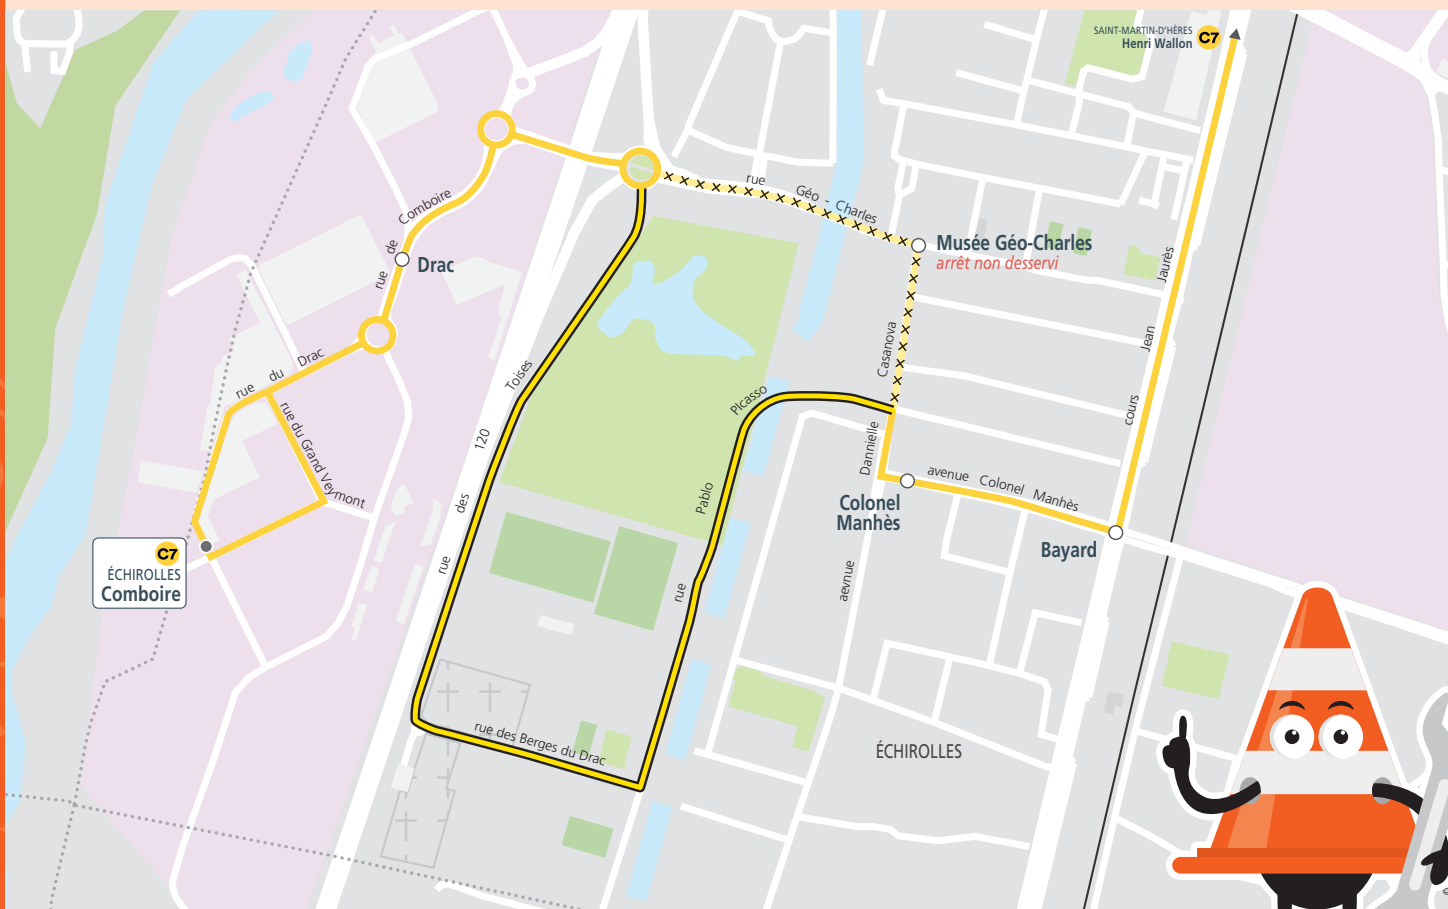 SAINT-MARTIN-D'HÈRES
Henri Wallon
C7
rue Géo - Charles
Musée Géo-Charles
arrêt non desservi
rue de Comboire
Drac
rue du Drac
rue du Grand Veymont
C7
ÉCHIROLLES
Comboire
rue des 120 Toises
rue Pablo PIcasso
rue des Berges du Drac
aevnue Dannielle Casanova
avenue Colonel Manhès
Colonel
Manhès
Bayard
cours Jean Jaurès
ÉCHIROLLES
©